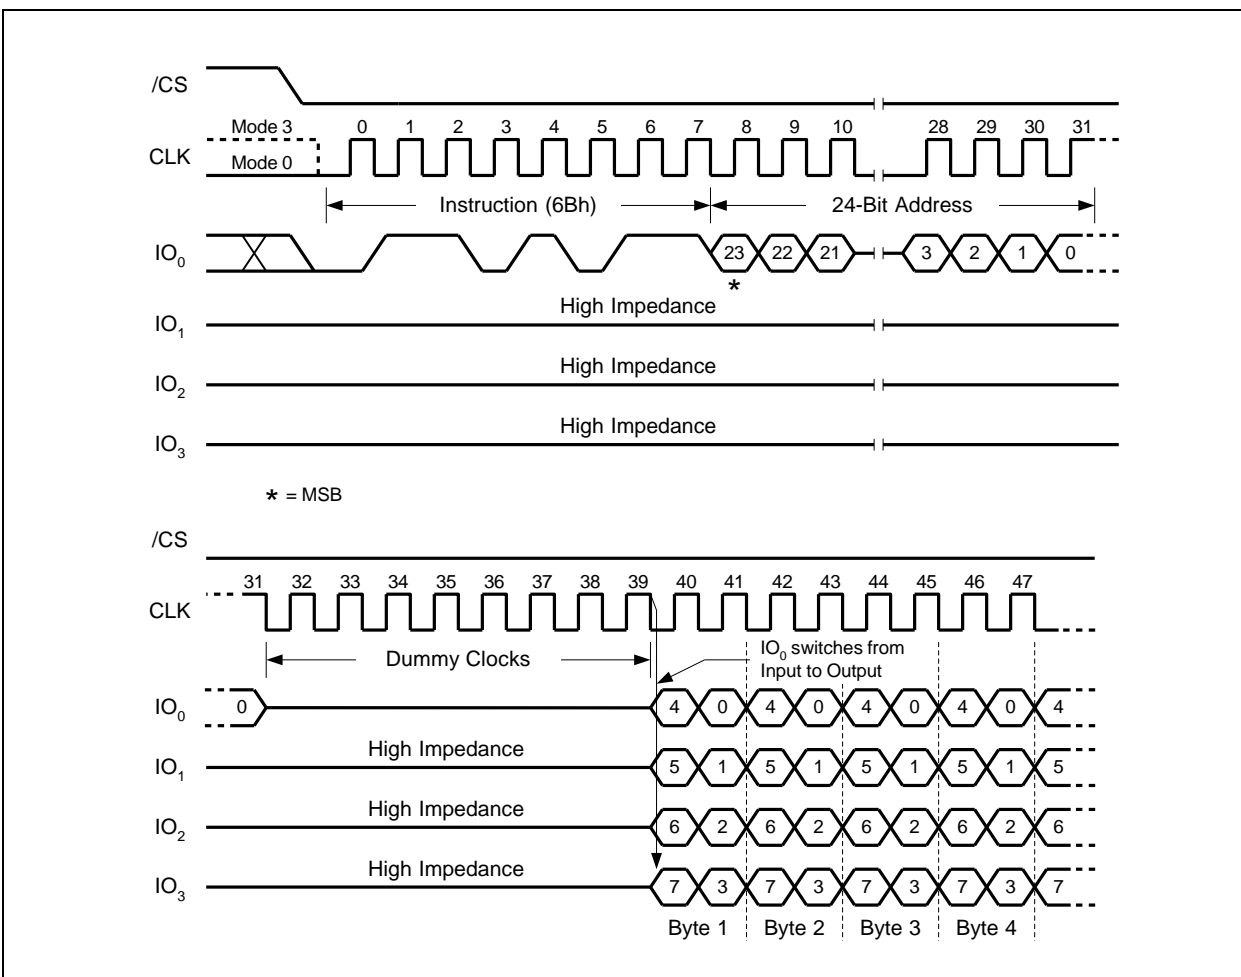 /CS
Mode 3 0 1 2 3 4 5 6 7 8 9 10 28 29 30 31
CLK Mode 0
Instruction (6Bh) 24-Bit Address
IO0 23 22 21 3 2 1 0
*
High Impedance
IO1
High Impedance
IO2
High Impedance
IO3
* = MSB
/CS
31 32 33 34 35 36 37 38 39 40 41 42 43 44 45 46 47
CLK
Dummy Clocks
IO0 switches from
Input to Output
IO0 0 4 0 4 0 4 0 4 0 4
High Impedance
IO1 5 1 5 1 5 1 5 1 5
High Impedance
IO2 6 2 6 2 6 2 6 2 6
High Impedance
IO3 7 3 7 3 7 3 7 3 7
Byte 1 Byte 2 Byte 3 Byte 4